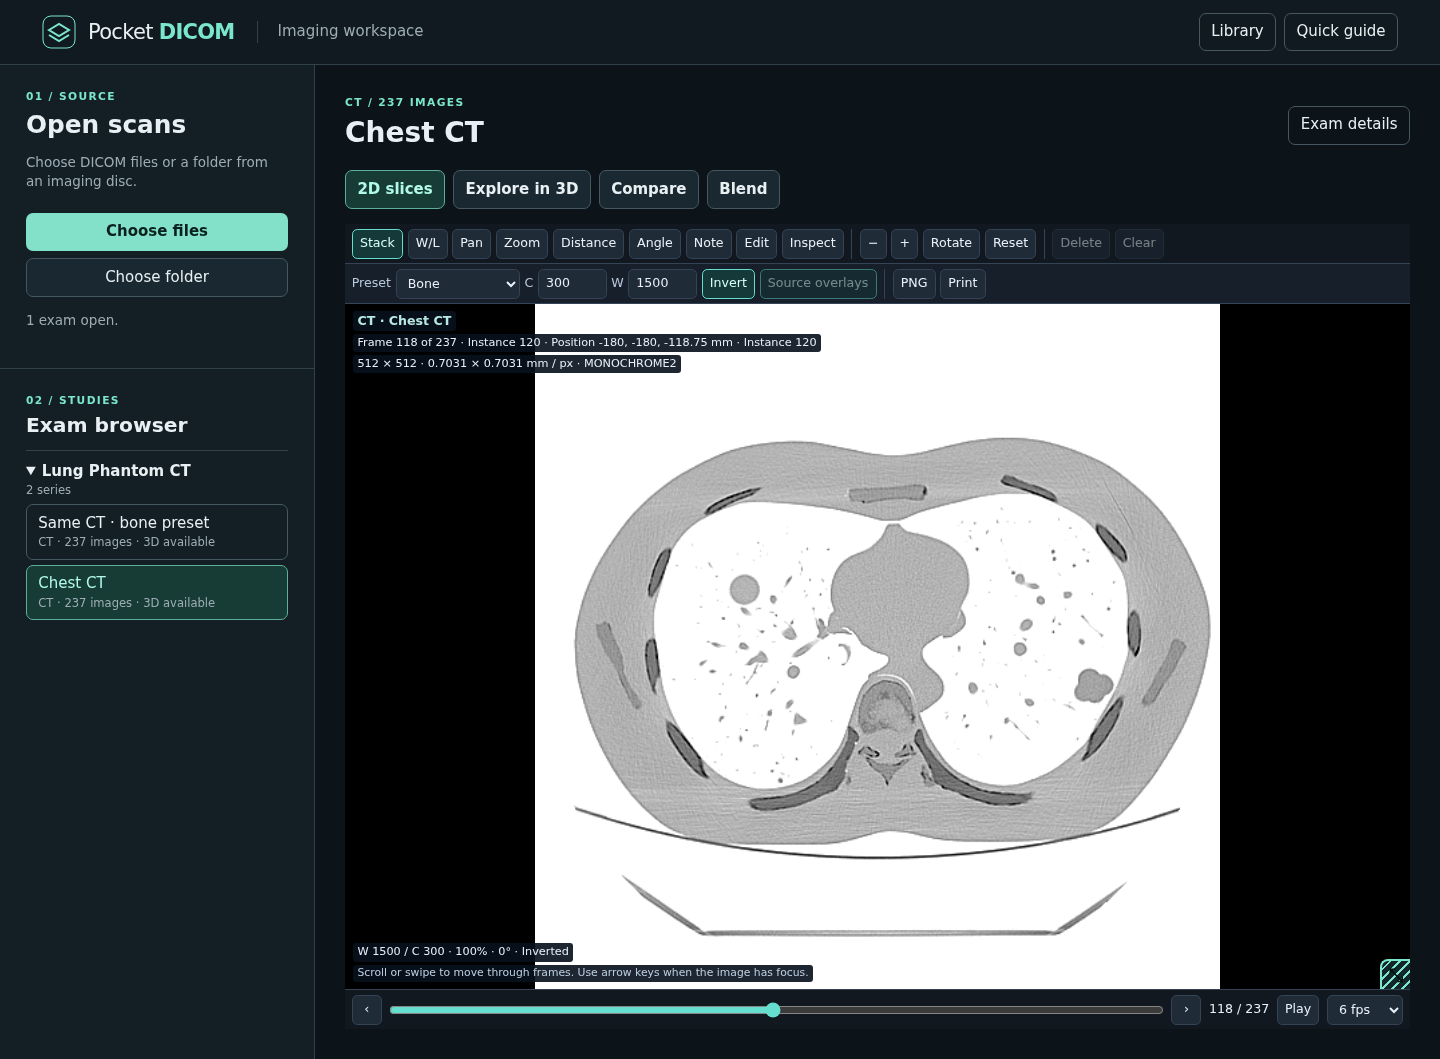 Pocket DICOM
Imaging workspace
Library
Quick guide
01 / SOURCE
Open scans
Choose DICOM files or a folder from
an imaging disc.
Choose files
Choose folder
1 exam open.
02 / STUDIES
Exam browser
Lung Phantom CT
2 series
Same CT · bone preset
CT · 237 images · 3D available
Chest CT
CT · 237 images · 3D available
CT / 237 IMAGES
Chest CT
Exam details
2D slices
Explore in 3D
Compare
Blend
Stack
W/L
Pan
Zoom
Distance
Angle
Note
Edit
Inspect
−
+
Rotate
Reset
Delete
Clear
Preset
Bone
C
300
W
1500
Invert
Source overlays
PNG
Print
CT · Chest CT
Frame 118 of 237 · Instance 120 · Position -180, -180, -118.75 mm · Instance 120
512 × 512 · 0.7031 × 0.7031 mm / px · MONOCHROME2
W 1500 / C 300 · 100% · 0° · Inverted
Scroll or swipe to move through frames. Use arrow keys when the image has focus.
‹
›
118 / 237
Play
6 fps